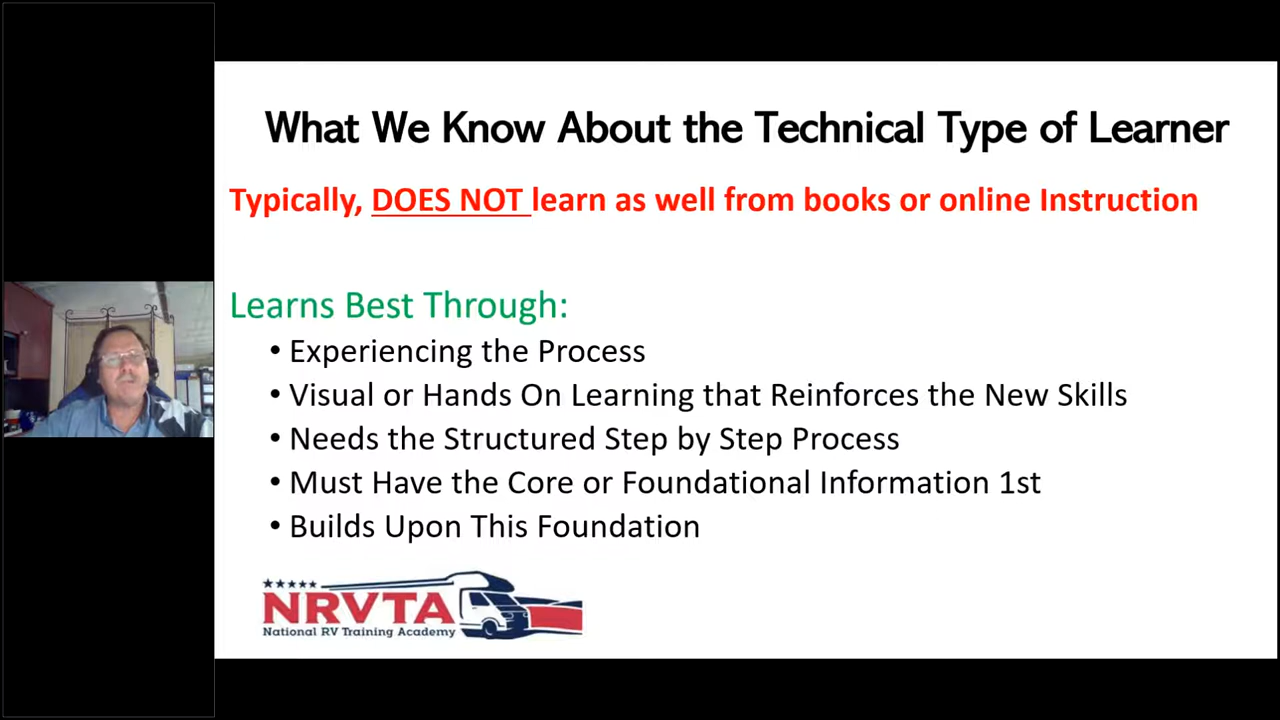 What We Know About the Technical Type of Learner
Typically, DOES NOT learn as well from books or online Instruction
Learns Best Through:
• Experiencing the Process
• Visual or Hands On Learning that Reinforces the New Skills
• Needs the Structured Step by Step Process
• Must Have the Core or Foundational Information 1st
• Builds Upon This Foundation
NRVTA
National RV Training Academy